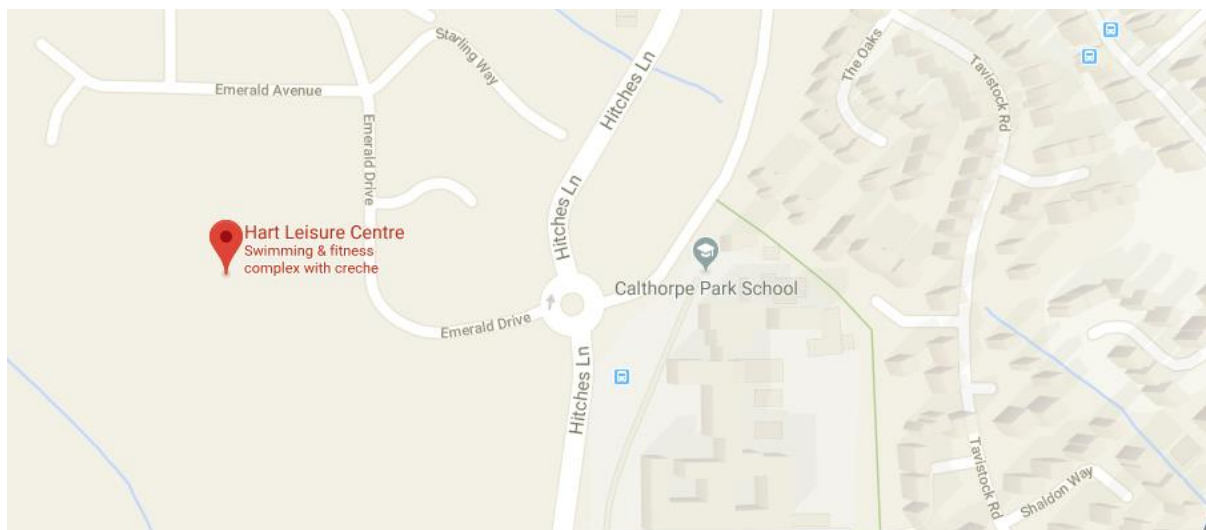 Starling Way
Hitches Ln
The Oaks
Tavistock Rd
Emerald Avenue
Emerald Drive
Hitches Ln
Hart Leisure Centre
Swimming & fitness
complex with creche
Calthorpe Park School
Emerald Drive
Hitches Ln
Tavistock Rd
Shaldon Way